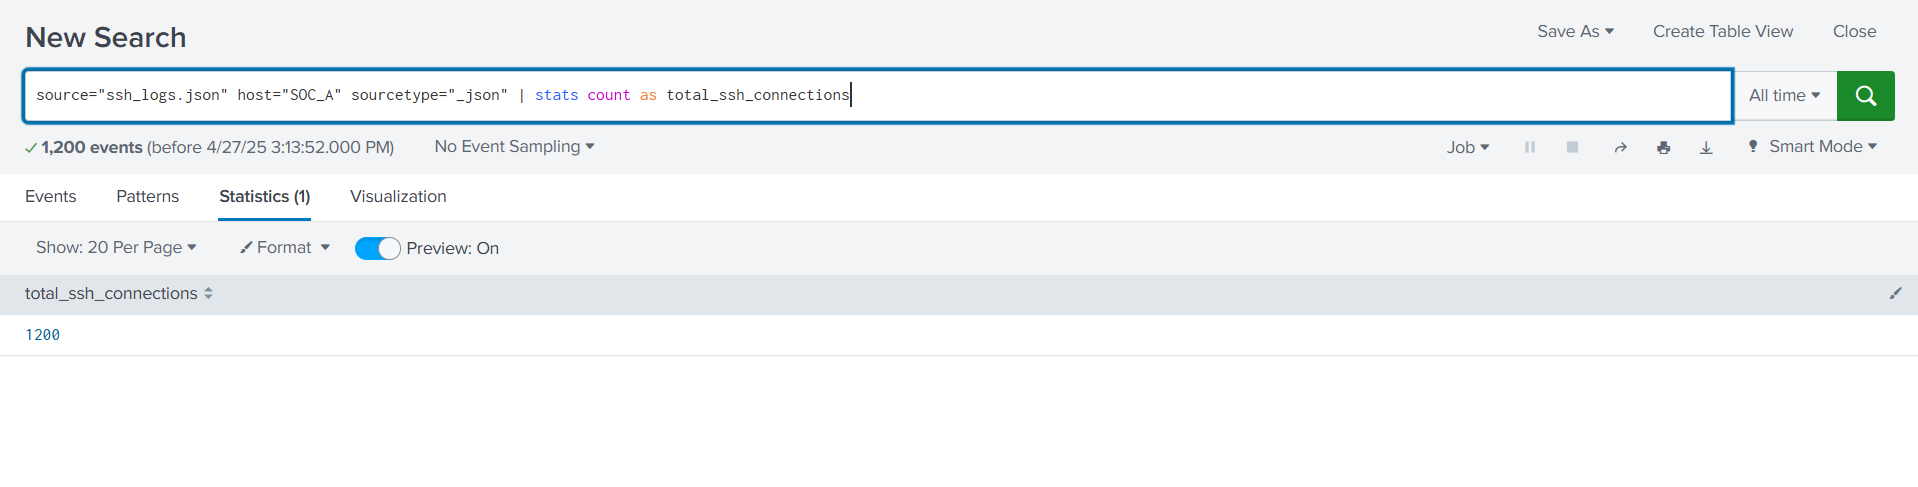 New Search
Save As Create Table View Close
source="ssh_logs.json" host="SOC_A" sourcetype="_json" | stats count as total_ssh_connections
All time
1,200 events (before 4/27/25 3:13:52.000 PM) No Event Sampling
Job Smart Mode
Events Patterns Statistics (1) Visualization
Show: 20 Per Page Format Preview: On
total_ssh_connections
1200